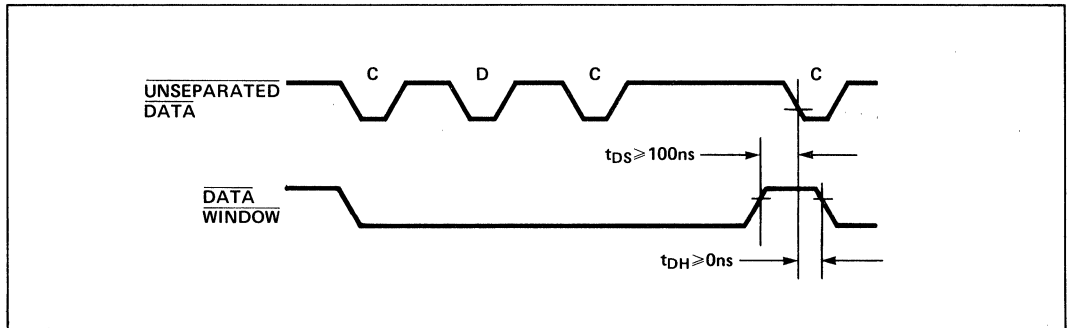 C D C C
UNSEPARATED
DATA
tDS⩾100ns
DATA
WINDOW
tDH⩾0ns